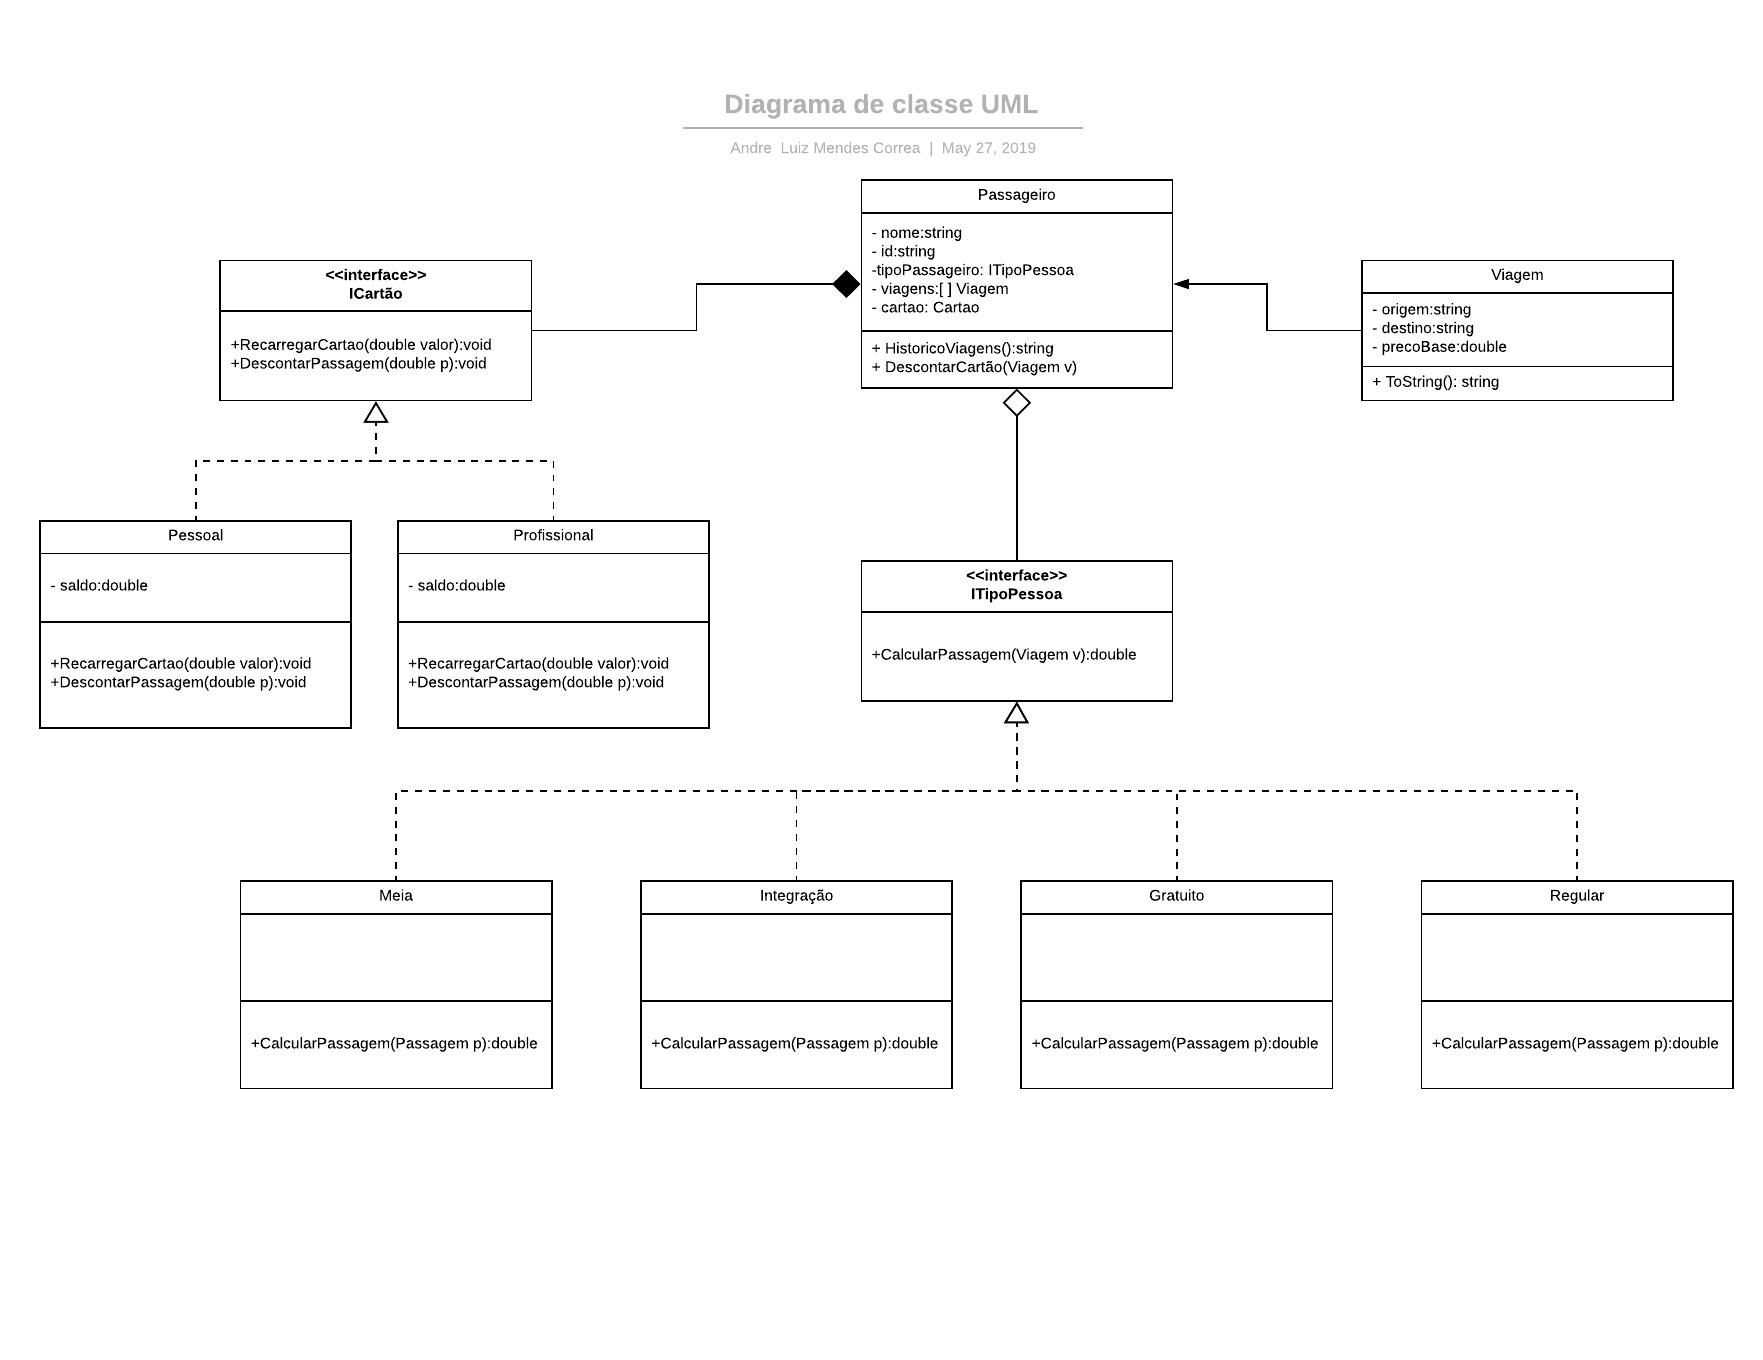 Diagrama de classe UML
Andre Luiz Mendes Correa | May 27, 2019
Passageiro
- nome:string
- id:string
-tipoPassageiro: ITipoPessoa
- viagens:[ ] Viagem
- cartao: Cartao
+ HistoricoViagens():string
+ DescontarCartão(Viagem v)
<<interface>>
ICartão
+RecarregarCartao(double valor):void
+DescontarPassagem(double p):void
Viagem
- origem:string
- destino:string
- precoBase:double
+ ToString(): string
Pessoal
- saldo:double
+RecarregarCartao(double valor):void
+DescontarPassagem(double p):void
Profissional
- saldo:double
+RecarregarCartao(double valor):void
+DescontarPassagem(double p):void
<<interface>>
ITipoPessoa
+CalcularPassagem(Viagem v):double
Meia
+CalcularPassagem(Passagem p):double
Integração
+CalcularPassagem(Passagem p):double
Gratuito
+CalcularPassagem(Passagem p):double
Regular
+CalcularPassagem(Passagem p):double